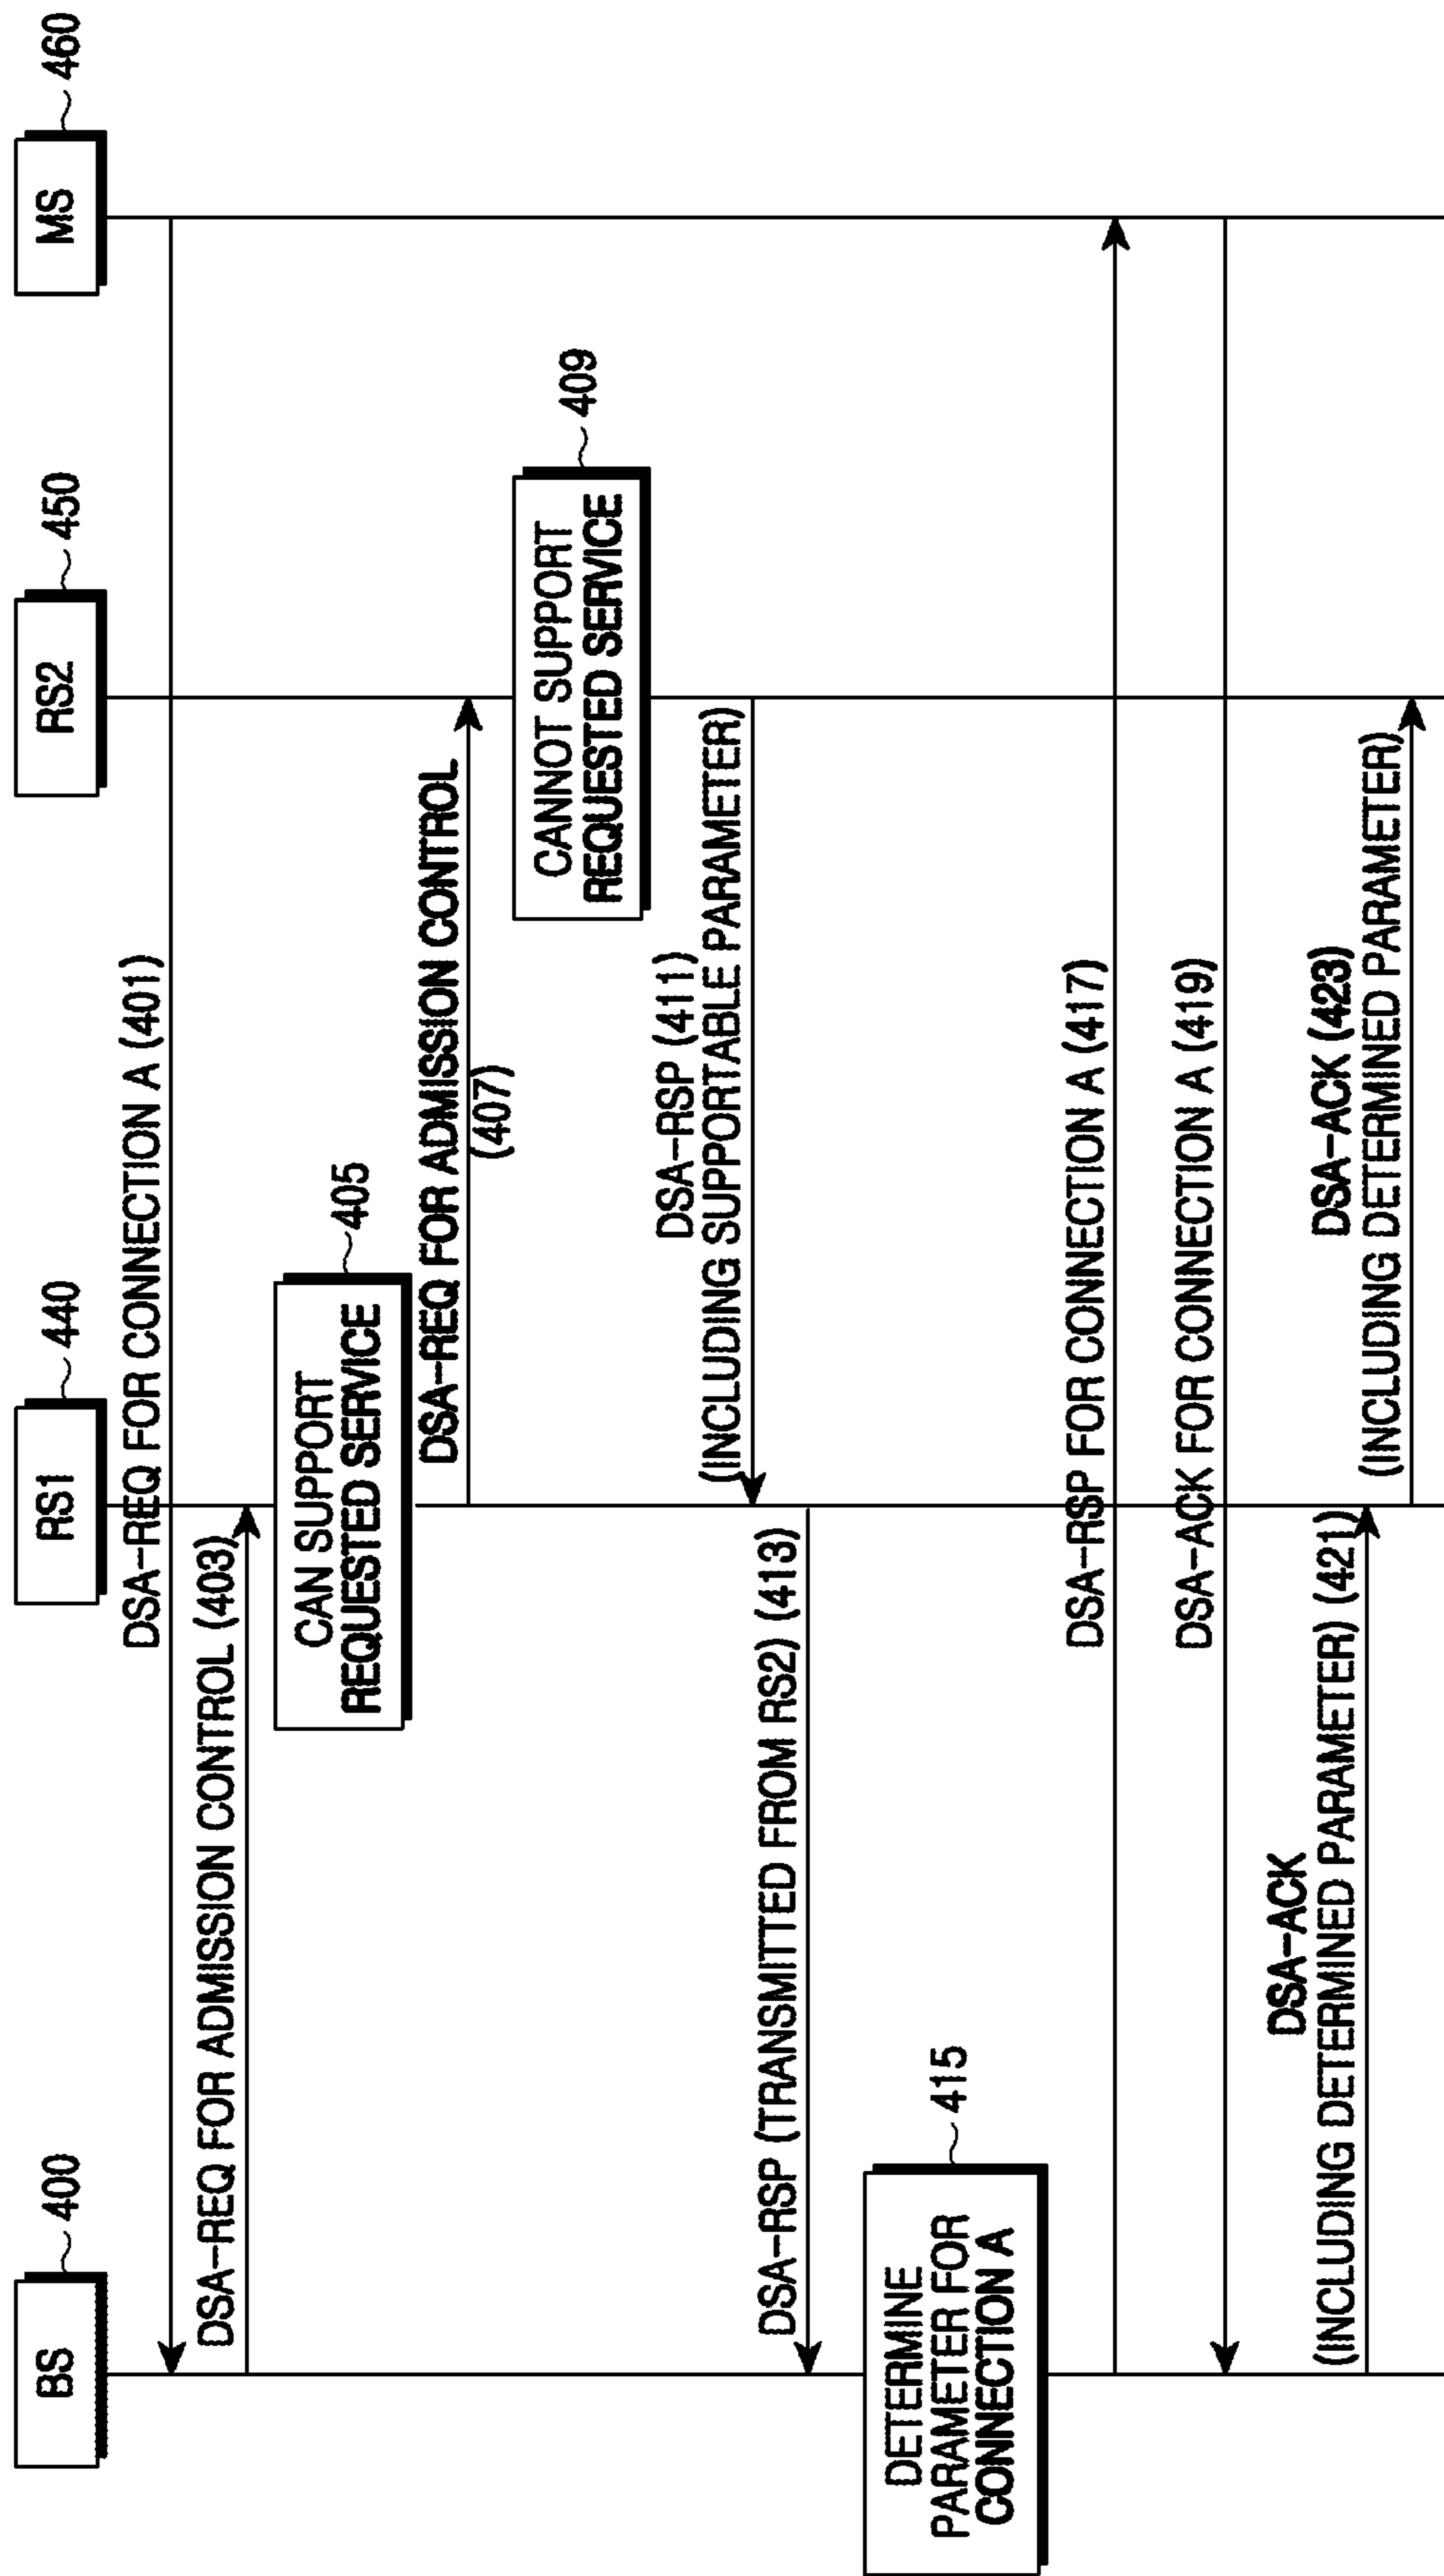 BS
400
RS1
440
RS2
450
MS
460
DSA-REQ FOR CONNECTION A (401)
DSA-REQ FOR ADMISSION CONTROL (403)
CAN SUPPORT
REQUESTED SERVICE
405
DSA-REQ FOR ADMISSION CONTROL
(407)
CANNOT SUPPORT
REQUESTED SERVICE
409
DSA-RSP (411)
(INCLUDING SUPPORTABLE PARAMETER)
DSA-RSP (TRANSMITTED FROM RS2) (413)
DETERMINE
PARAMETER FOR
CONNECTION A
415
DSA-RSP FOR CONNECTION A (417)
DSA-ACK FOR CONNECTION A (419)
DSA-ACK
(INCLUDING DETERMINED PARAMETER) (421)
DSA-ACK (423)
(INCLUDING DETERMINED PARAMETER)